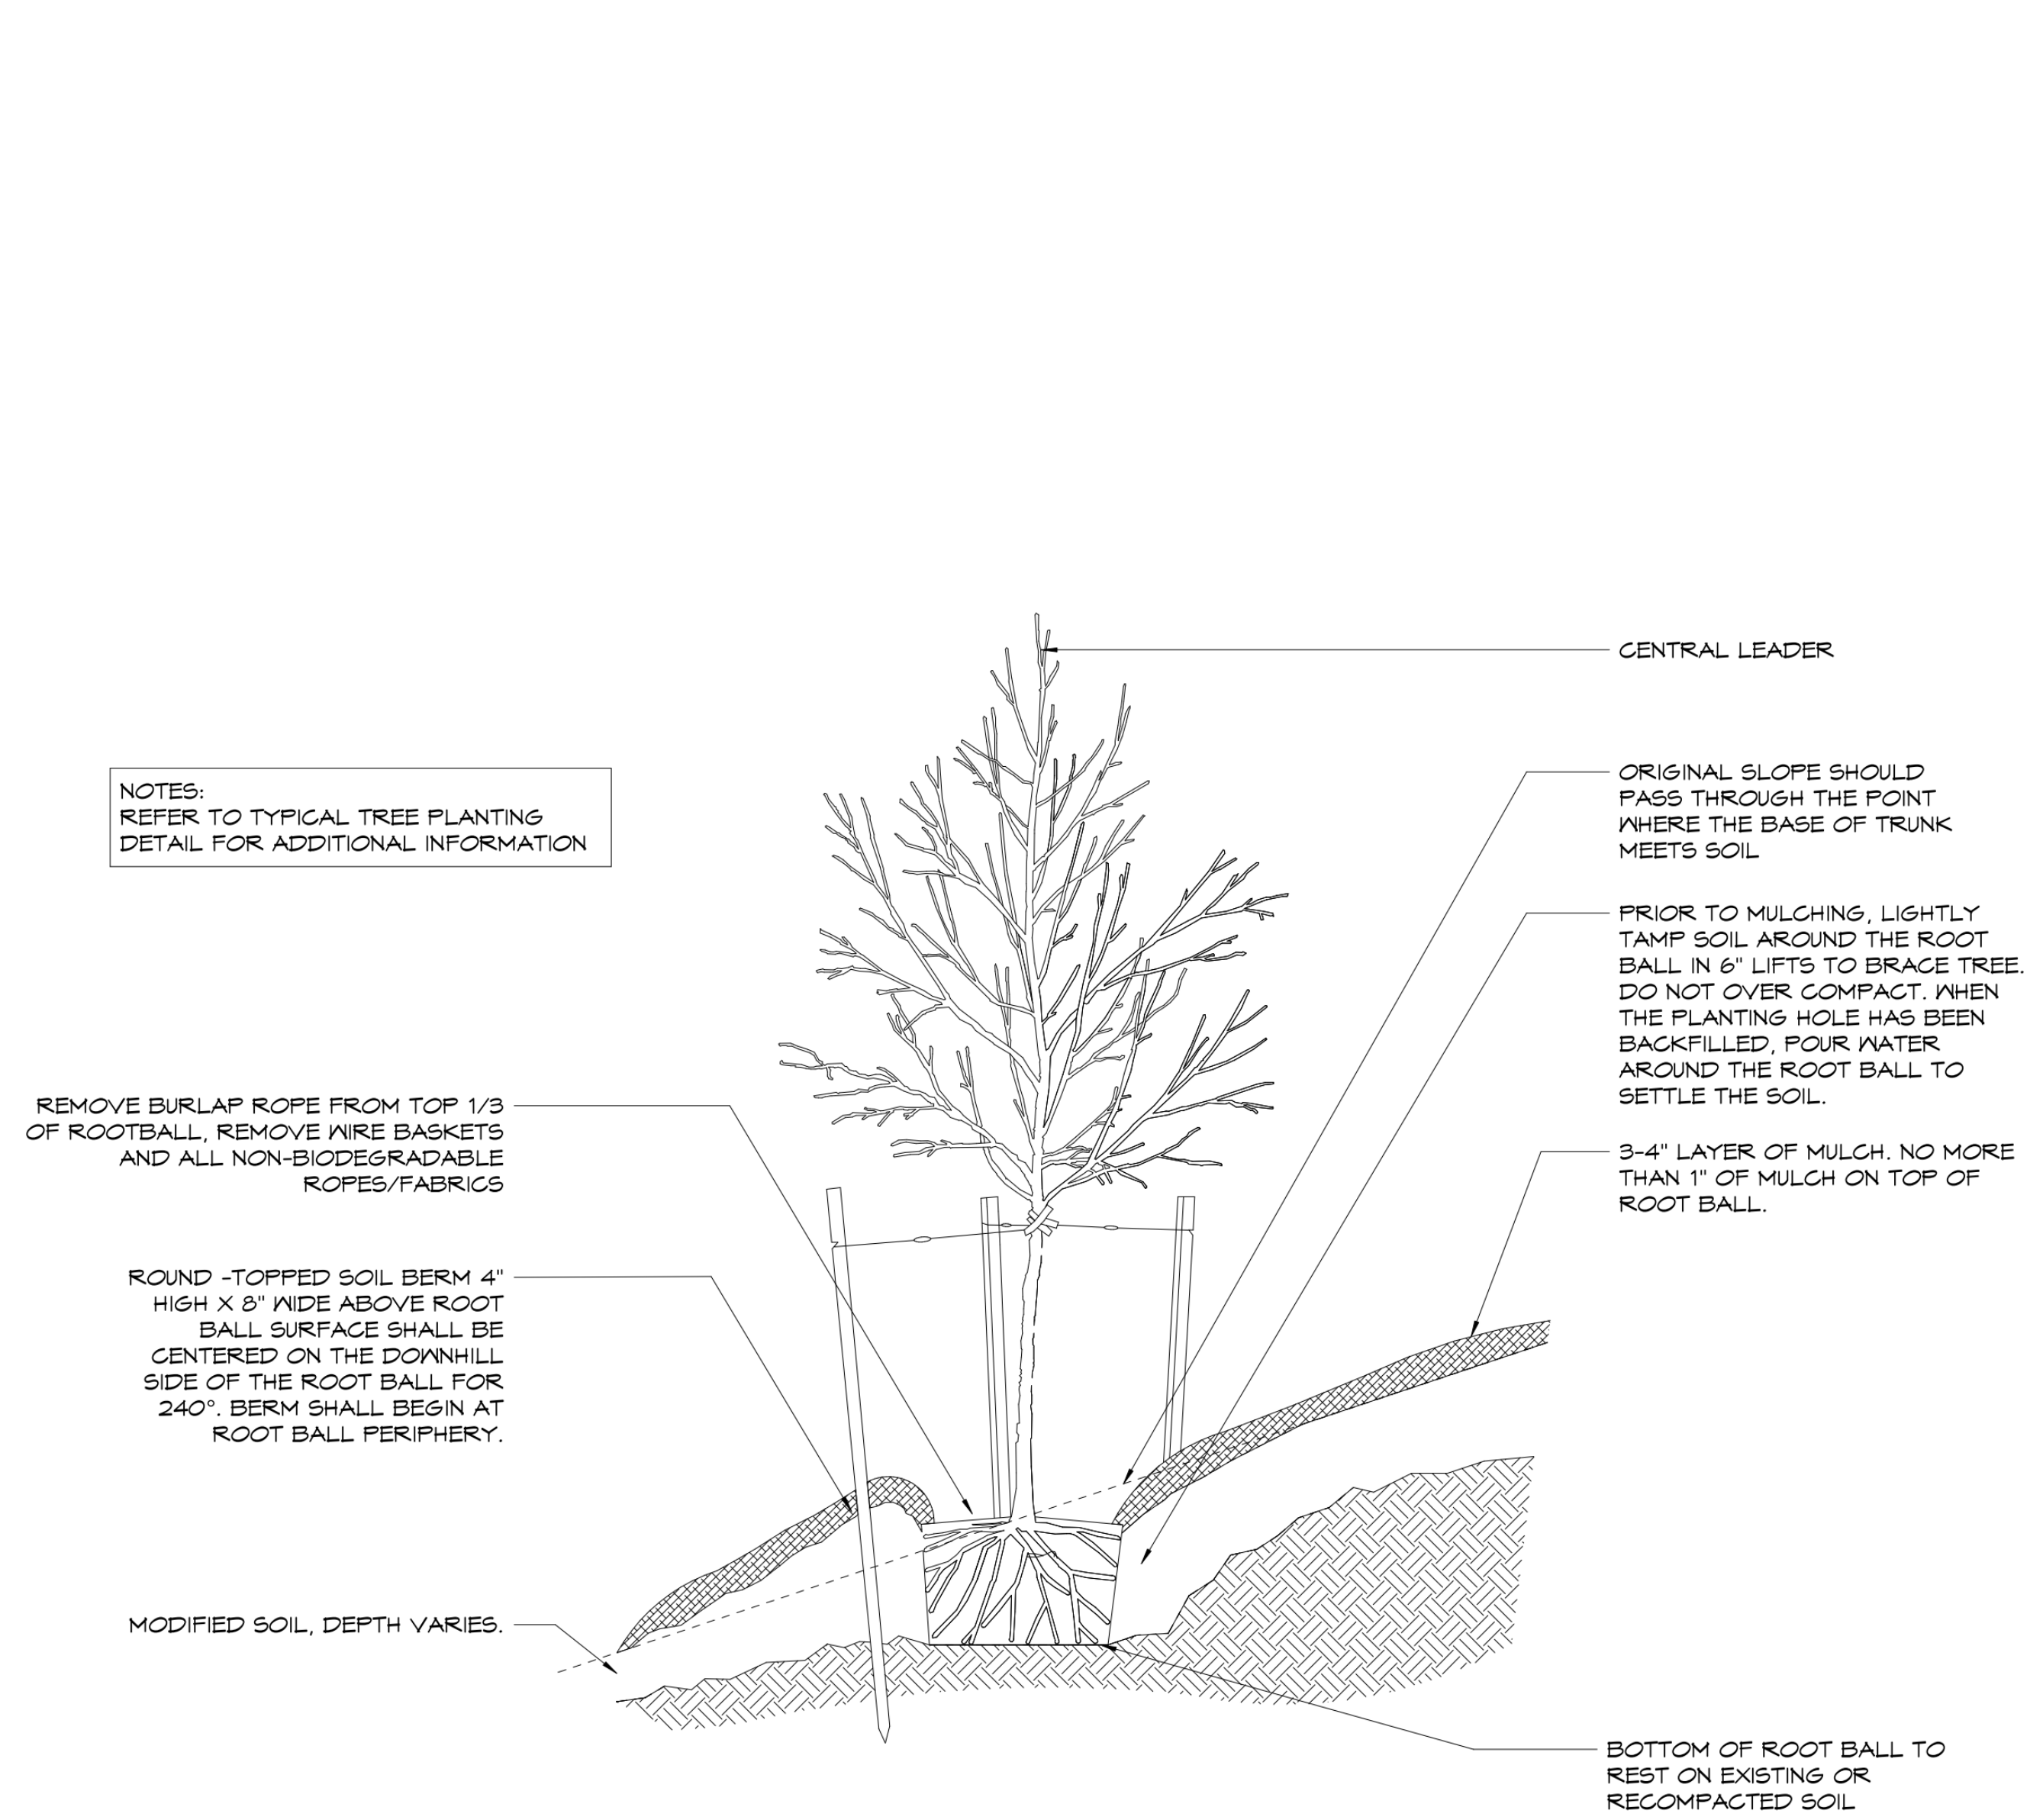 CENTRAL LEADER
NOTES:
REFER TO TYPICAL TREE PLANTING
DETAIL FOR ADDITIONAL INFORMATION
ORIGINAL SLOPE SHOULD
PASS THROUGH THE POINT
WHERE THE BASE OF TRUNK
MEETS SOIL
PRIOR TO MULCHING, LIGHTLY
TAMP SOIL AROUND THE ROOT
BALL IN 6" LIFTS TO BRACE TREE.
DO NOT OVER COMPACT. WHEN
THE PLANTING HOLE HAS BEEN
BACKFILLED, POUR WATER
AROUND THE ROOT BALL TO
SETTLE THE SOIL.
REMOVE BURLAP ROPE FROM TOP 1/3
OF ROOTBALL, REMOVE WIRE BASKETS
AND ALL NON-BIODEGRADABLE
ROPES/FABRICS
3-4" LAYER OF MULCH. NO MORE
THAN 1" OF MULCH ON TOP OF
ROOT BALL.
ROUND -TOPPED SOIL BERM 4"
HIGH X 8" WIDE ABOVE ROOT
BALL SURFACE SHALL BE
CENTERED ON THE DOWNHILL
SIDE OF THE ROOT BALL FOR
240°. BERM SHALL BEGIN AT
ROOT BALL PERIPHERY.
MODIFIED SOIL, DEPTH VARIES.
BOTTOM OF ROOT BALL TO
REST ON EXISTING OR
RECOMPACTED SOIL